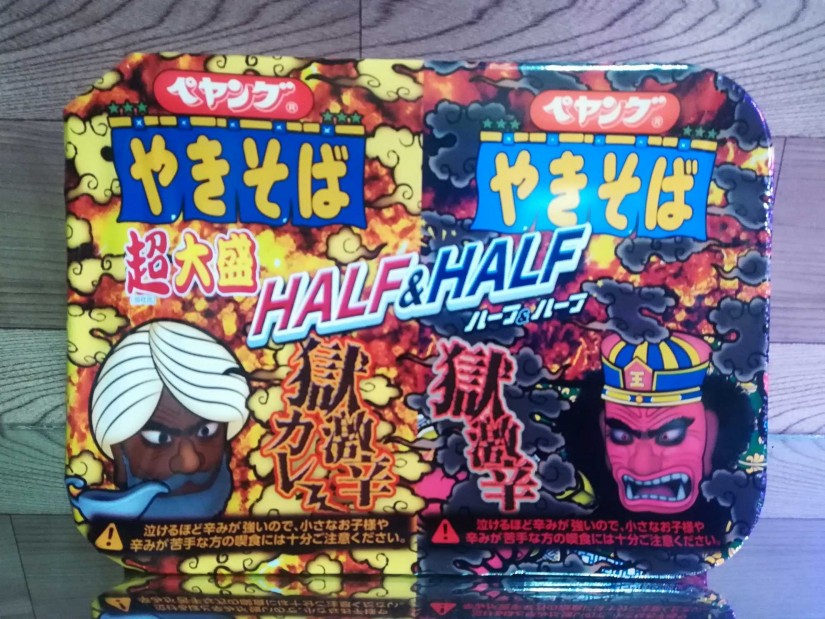 ペヤング®
やきそば
超大盛
HALF&HALF
ハーフ&ハーフ
獄激辛
カレー
泣けるほど辛みが強いので、小さなお子様や
辛みが苦手な方の喫食には十分ご注意ください。
ペヤング®
やきそば
獄激辛
王
泣けるほど辛みが強いので、小さなお子様や
辛みが苦手な方の喫食には十分ご注意ください。